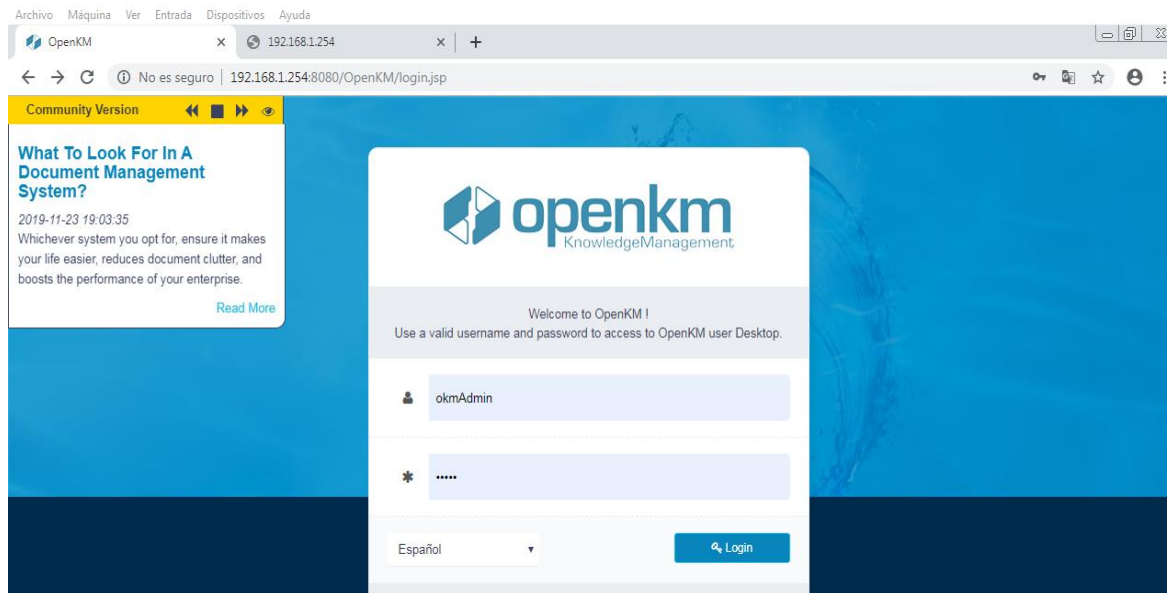 Archivo Máquina Ver Entrada Dispositivos Ayuda
OpenKM
192.168.1.254
No es seguro | 192.168.1.254:8080/OpenKM/login.jsp
Community Version
What To Look For In A
Document Management
System?
2019-11-23 19:03:35
Whichever system you opt for, ensure it makes
your life easier, reduces document clutter, and
boosts the performance of your enterprise.
Read More
openkm
KnowledgeManagement
Welcome to OpenKM !
Use a valid username and password to access to OpenKM user Desktop.
okmAdmin
•••••
Español
Login